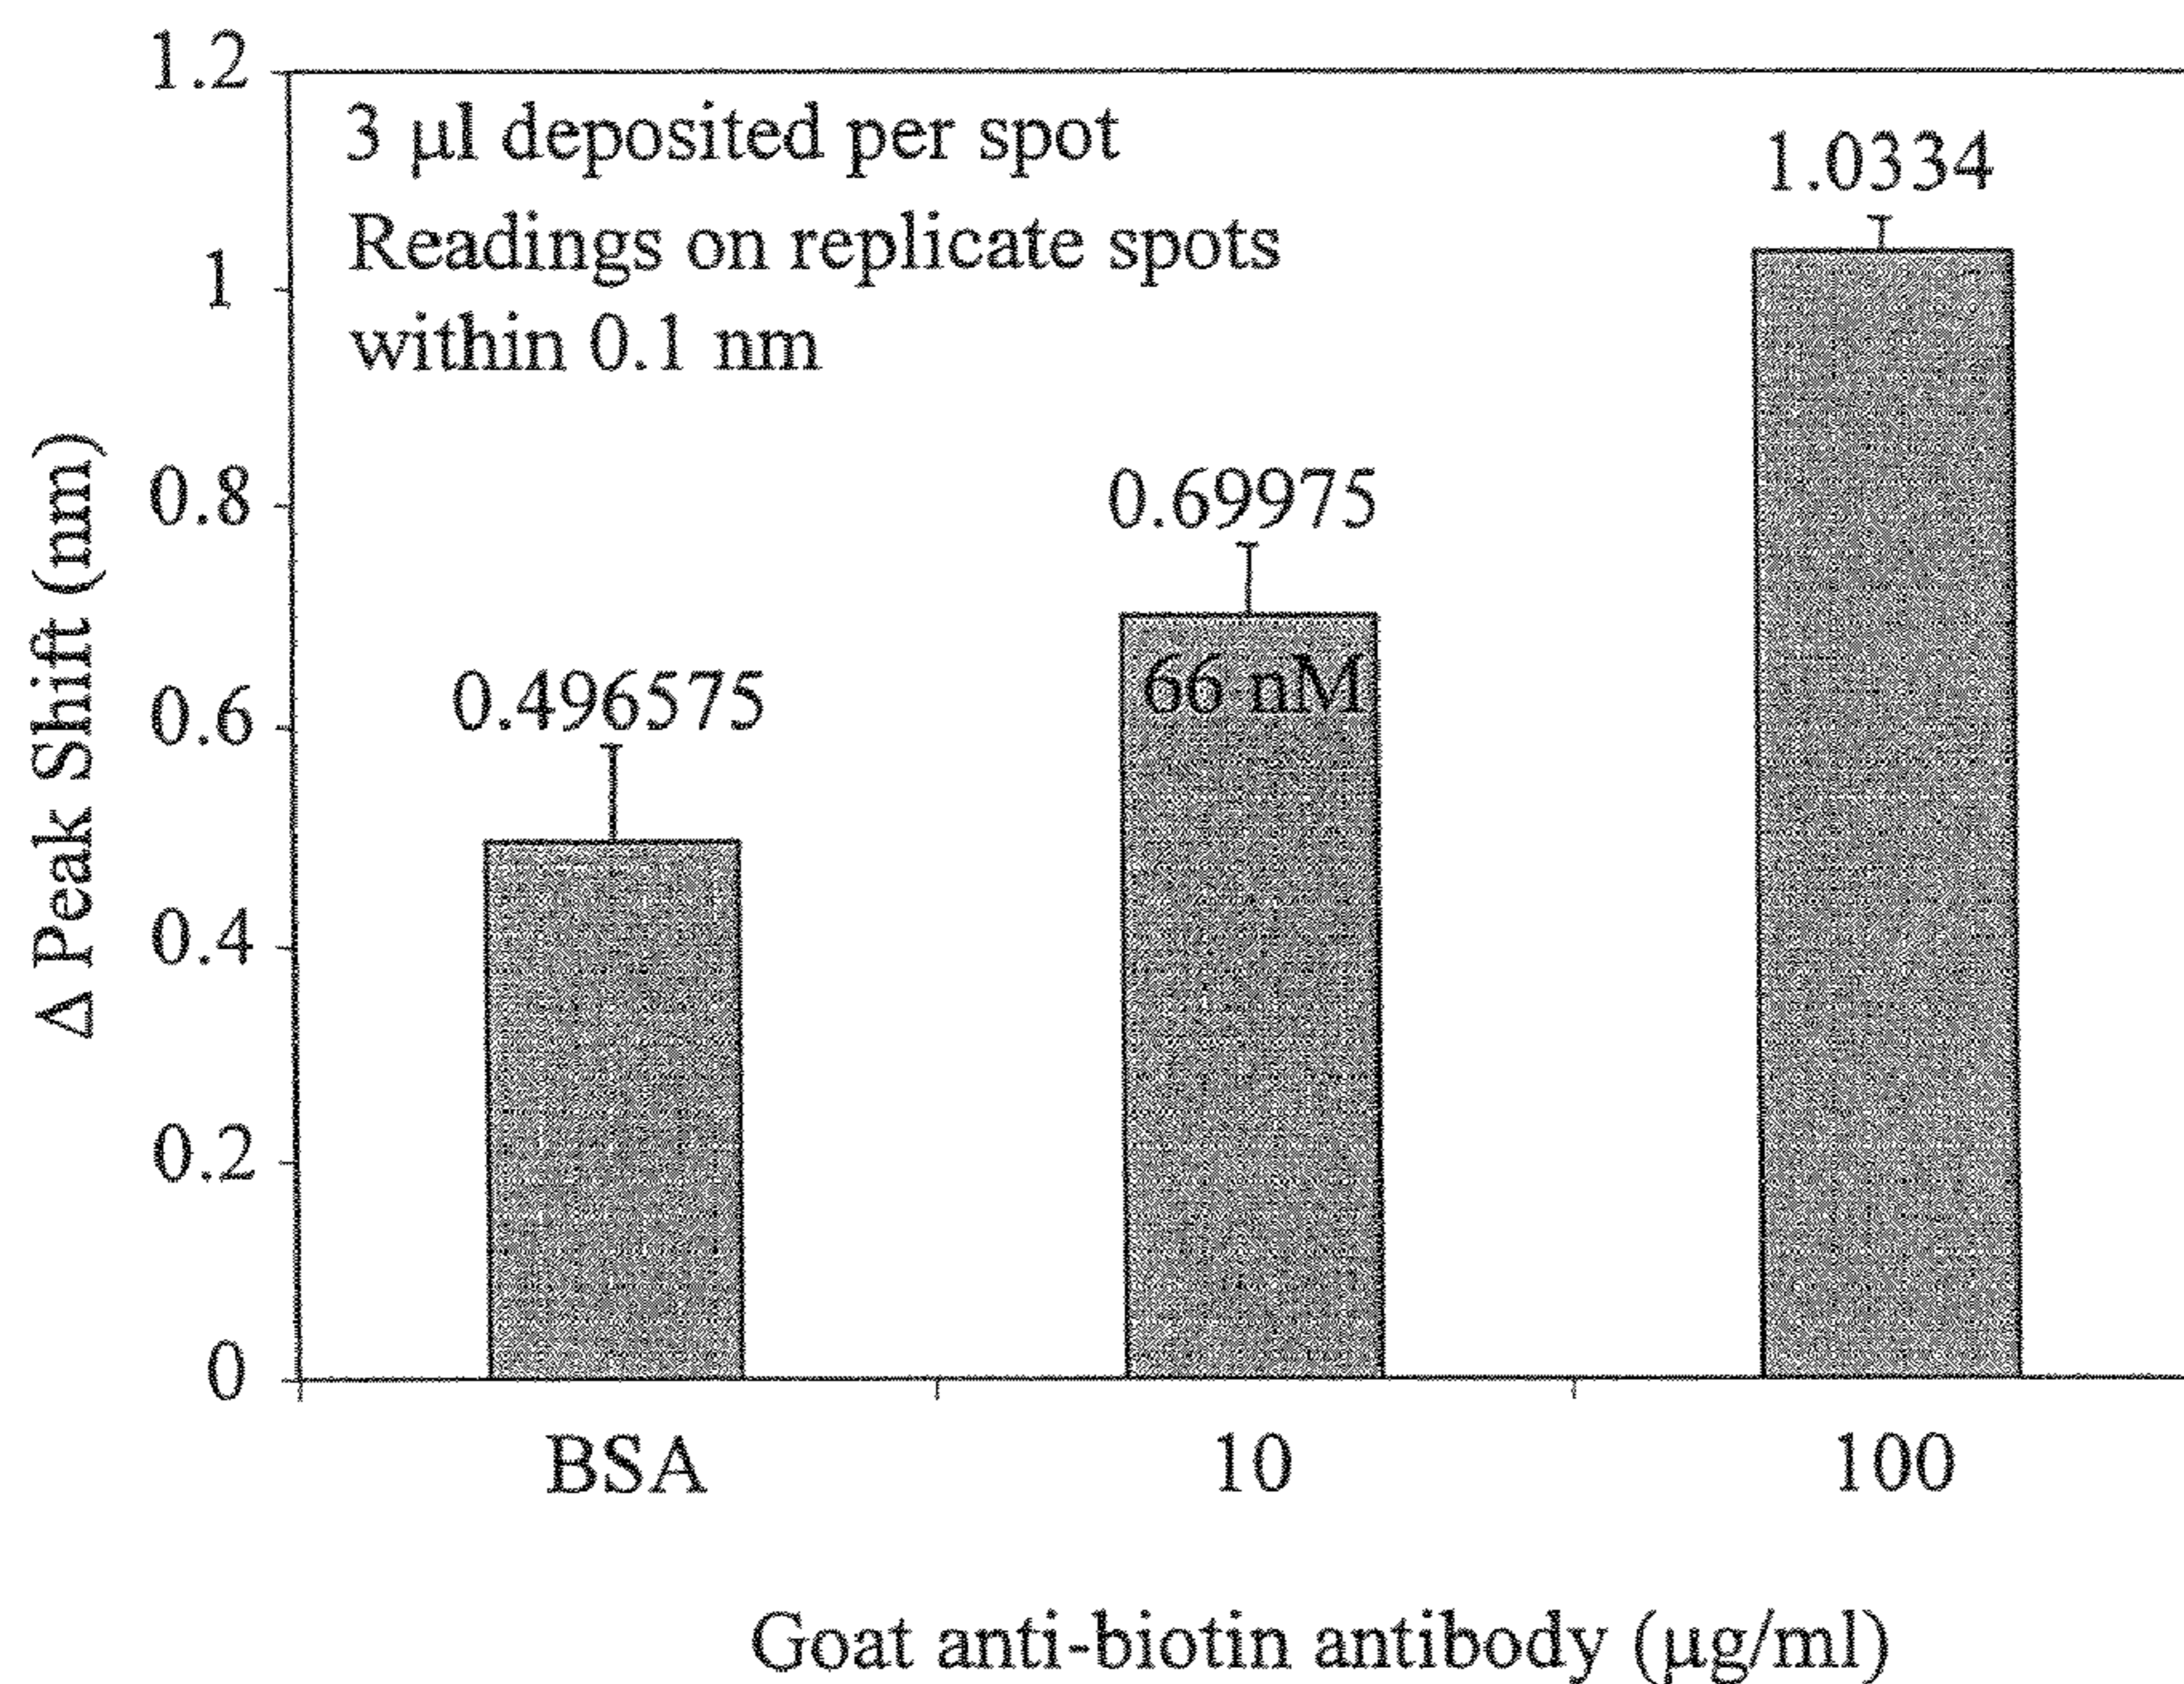 1.2
3 µl deposited per spot
1.0334
Readings on replicate spots
1
within 0.1 nm
0.8
0.69975
Δ Peak Shift (nm)
66 nM
0.6
0.496575
0.4
0.2
0
BSA 10 100
Goat anti-biotin antibody (µg/ml)